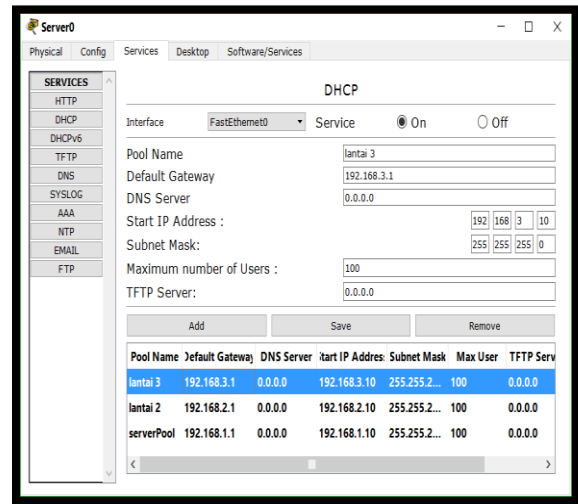 Server0
Physical Config Services Desktop Software/Services
SERVICES
HTTP
DHCP
DHCPv6
TFTP
DNS
SYSLOG
AAA
NTP
EMAIL
FTP
DHCP
Interface FastEthernet0 Service On Off
Pool Name lantai 3
Default Gateway 192.168.3.1
DNS Server 0.0.0.0
Start IP Address : 192 168 3 10
Subnet Mask: 255 255 255 0
Maximum number of Users : 100
TFTP Server: 0.0.0.0
Add Save Remove
Pool Name Default Gateway DNS Server Start IP Address Subnet Mask Max User TFTP Serv
lantai 3 192.168.3.1 0.0.0.0 192.168.3.10 255.255.2... 100 0.0.0.0
lantai 2 192.168.2.1 0.0.0.0 192.168.2.10 255.255.2... 100 0.0.0.0
serverPool 192.168.1.1 0.0.0.0 192.168.1.10 255.255.2... 100 0.0.0.0